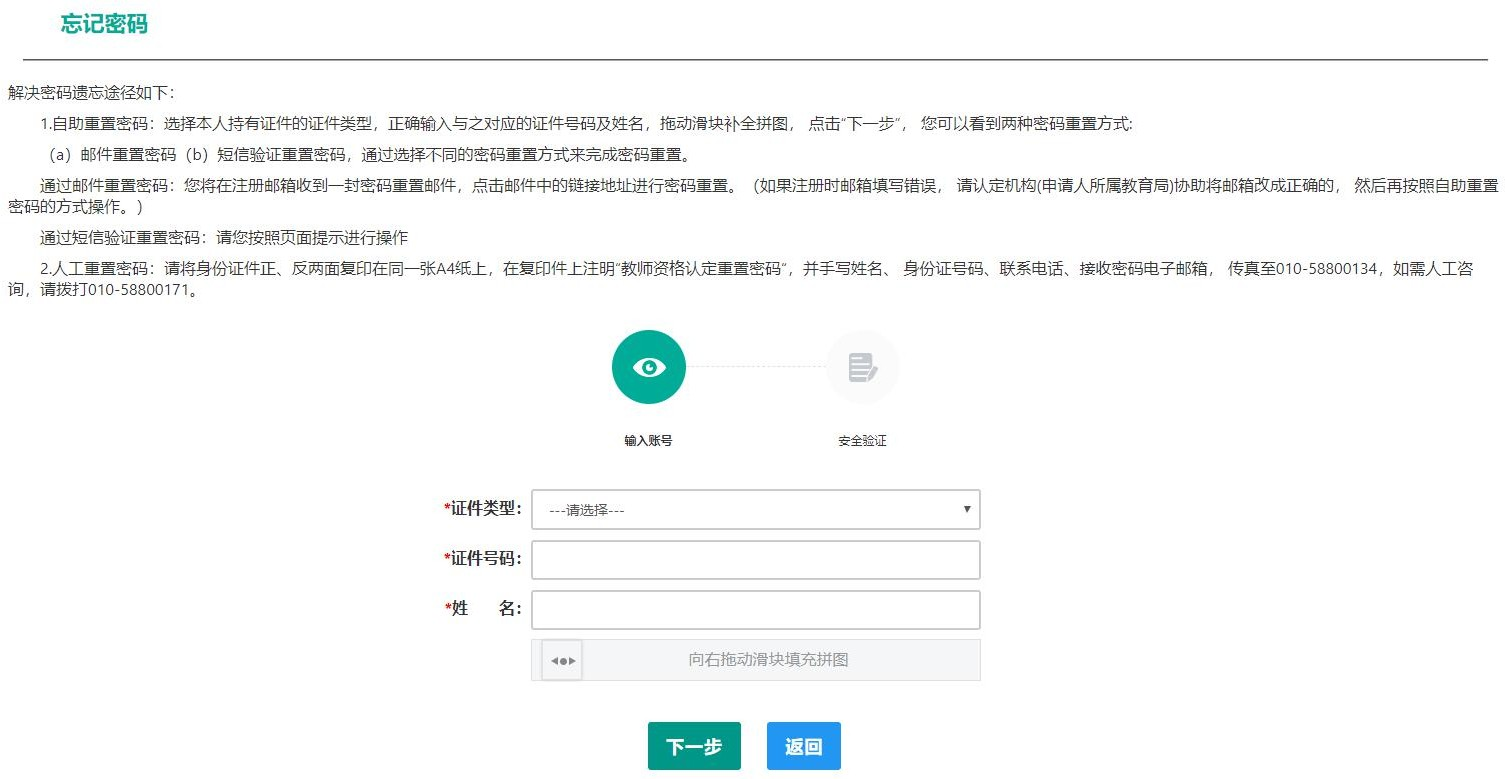 忘记密码
解决密码遗忘途径如下：
1.自助重置密码：选择本人持有证件的证件类型，正确输入与之对应的证件号码及姓名，拖动滑块补全拼图， 点击“下一步”， 您可以看到两种密码重置方式:
（a）邮件重置密码（b）短信验证重置密码，通过选择不同的密码重置方式来完成密码重置。
通过邮件重置密码：您将在注册邮箱收到一封密码重置邮件，点击邮件中的链接地址进行密码重置。（如果注册时邮箱填写错误， 请认定机构(申请人所属教育局)协助将邮箱改成正确的， 然后再按照自助重置
密码的方式操作。）
通过短信验证重置密码：请您按照页面提示进行操作
2.人工重置密码：请将身份证件正、反两面复印在同一张A4纸上，在复印件上注明“教师资格认定重置密码”，并手写姓名、 身份证号码、联系电话、接收密码电子邮箱， 传真至010-58800134，如需人工咨
询，请拨打010-58800171。
输入账号
安全验证
*证件类型：
---请选择---
*证件号码：
*姓 名：
向右拖动滑块填充拼图
下一步
返回